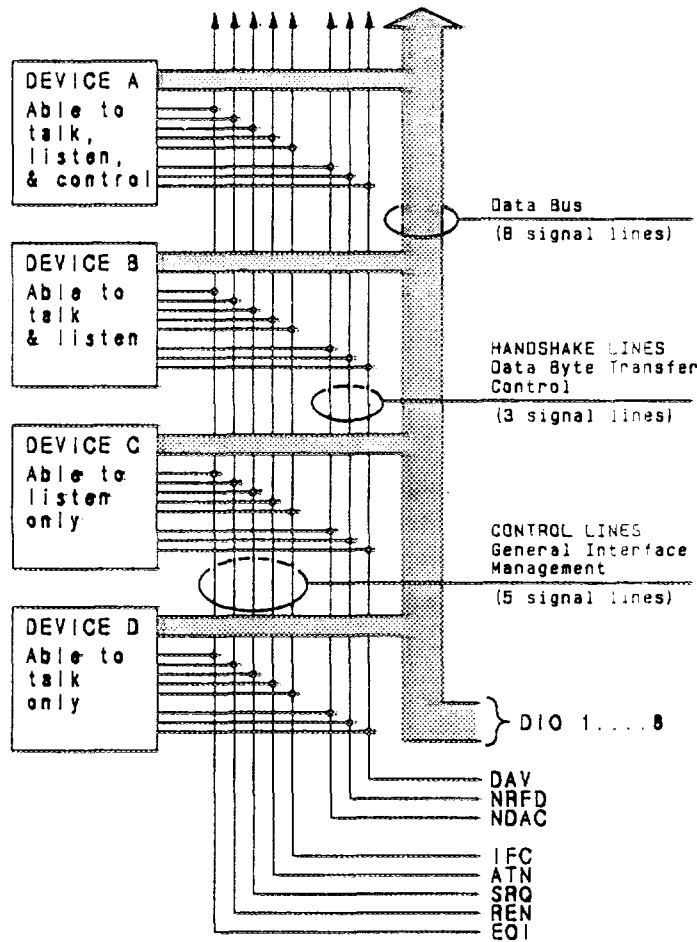 DEVICE A
Able to
talk,
listen,
& control
Data Bus
(8 signal lines)
DEVICE B
Able to
talk
& listen
HANDSHAKE LINES
Data Byte Transfer
Control
(3 signal lines)
DEVICE C
Able to
listen
only
CONTROL LINES
General Interface
Management
(5 signal lines)
DEVICE D
Able to
talk
only
DIO 1....8
DAV
NRFD
NDAC
IFC
ATN
SRQ
REN
EOI